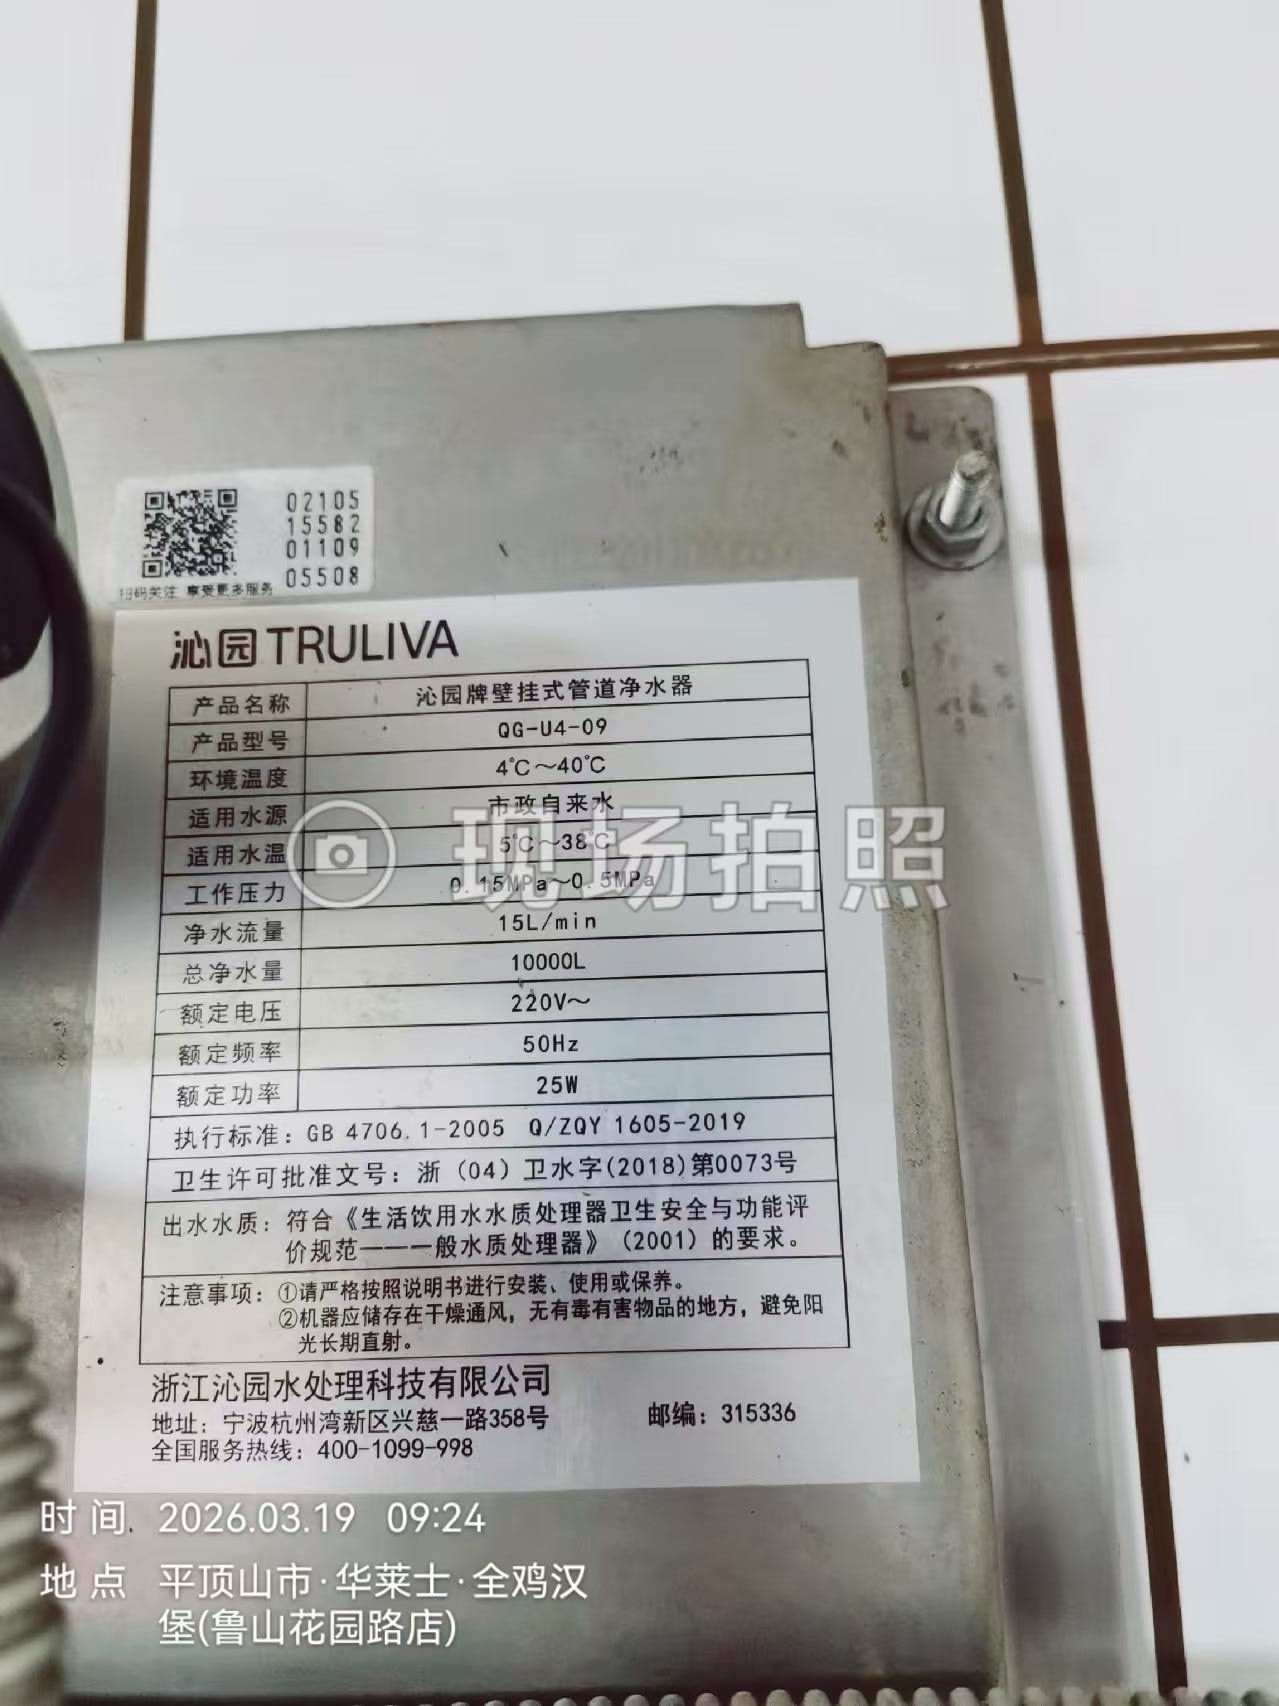 02105
15582
01109
05508
扫码关注 享受更多服务
沁园TRULIVA
产品名称 沁园牌壁挂式管道净水器
产品型号 QG-U4-09
环境温度 4℃～40℃
适用水源 市政自来水
适用水温 5℃～38℃
工作压力 0.15MPa～0.5MPa
净水流量 15L/min
总净水量 10000L
额定电压 220V～
额定频率 50Hz
额定功率 25W
执行标准：GB 4706.1-2005 Q/ZQY 1605-2019
卫生许可批准文号：浙（04）卫水字(2018)第0073号
出水水质：符合《生活饮用水水质处理器卫生安全与功能评
价规范———一般水质处理器》（2001）的要求。
注意事项：①请严格按照说明书进行安装、使用或保养。
②机器应储存在干燥通风，无有毒有害物品的地方，避免阳
光长期直射。
浙江沁园水处理科技有限公司
地址：宁波杭州湾新区兴慈一路358号 邮编：315336
全国服务热线：400-1099-998
现场拍照
时间 2026.03.19 09:24
地点 平顶山市·华莱士·全鸡汉
堡(鲁山花园路店)